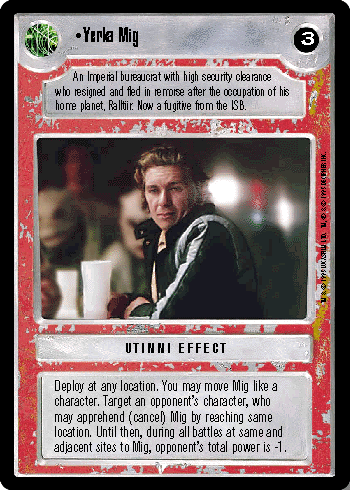 •Yerka Mig
3
An Imperial bureaucrat with high security clearance
who resigned and fled in remorse after the occupation of his
home planet, Ralltiir. Now a fugitive from the ISB.
UTINNI EFFECT
Deploy at any location. You may move Mig like a
character. Target an opponent's character, who
may apprehend (cancel) Mig by reaching same
location. Until then, during all battles at same and
adjacent sites to Mig, opponent's total power is -1.